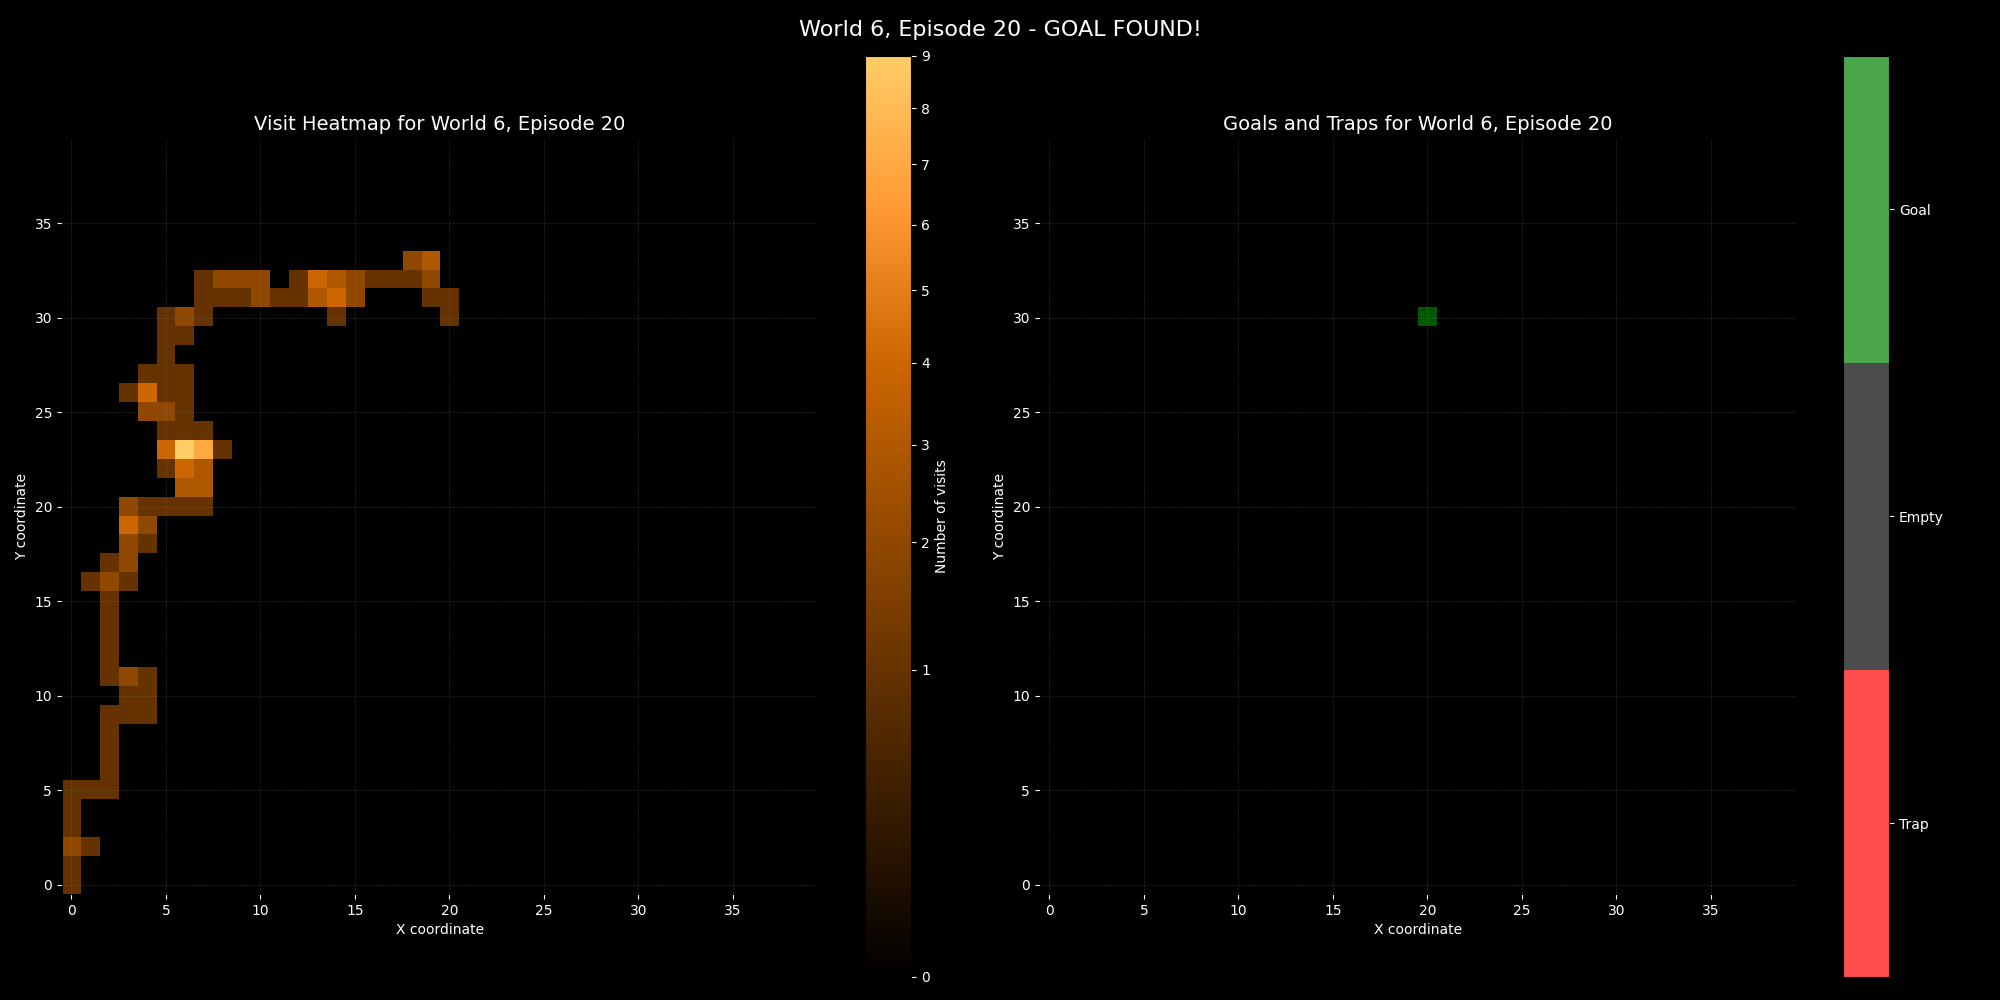 World 6, Episode 20 - GOAL FOUND!
Visit Heatmap for World 6, Episode 20
35
30
25
20
15
10
5
0
Y coordinate
0 5 10 15 20 25 30 35
X coordinate
9
8
7
6
5
4
3
2
1
0
Number of visits
Goals and Traps for World 6, Episode 20
35
30
25
20
15
10
5
0
Y coordinate
0 5 10 15 20 25 30 35
X coordinate
Goal
Empty
Trap